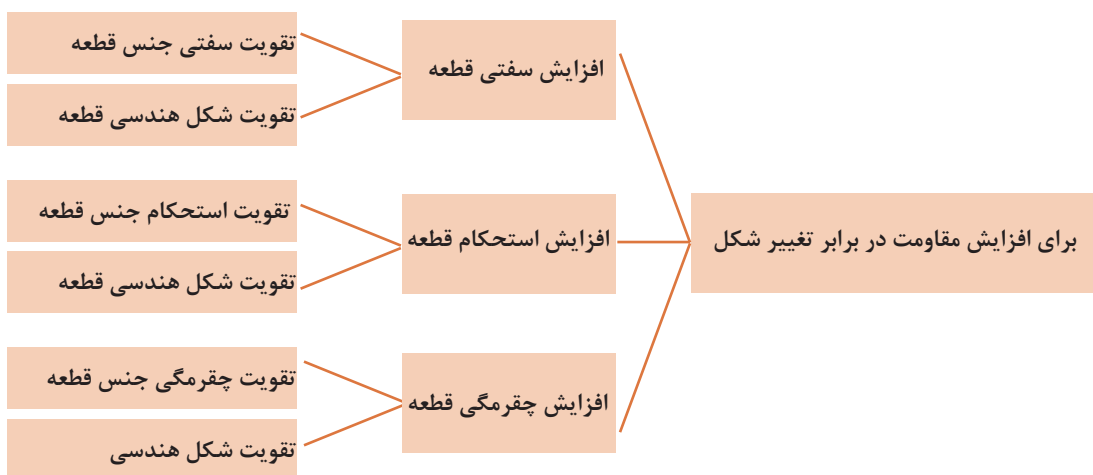 برای افزایش مقاومت در برابر تغییر شکل
افزایش سفتی قطعه
تقویت سفتی جنس قطعه
تقویت شکل هندسی قطعه
افزایش استحکام قطعه
تقویت استحکام جنس قطعه
تقویت شکل هندسی قطعه
افزایش چقرمگی قطعه
تقویت چقرمگی جنس قطعه
تقویت شکل هندسی